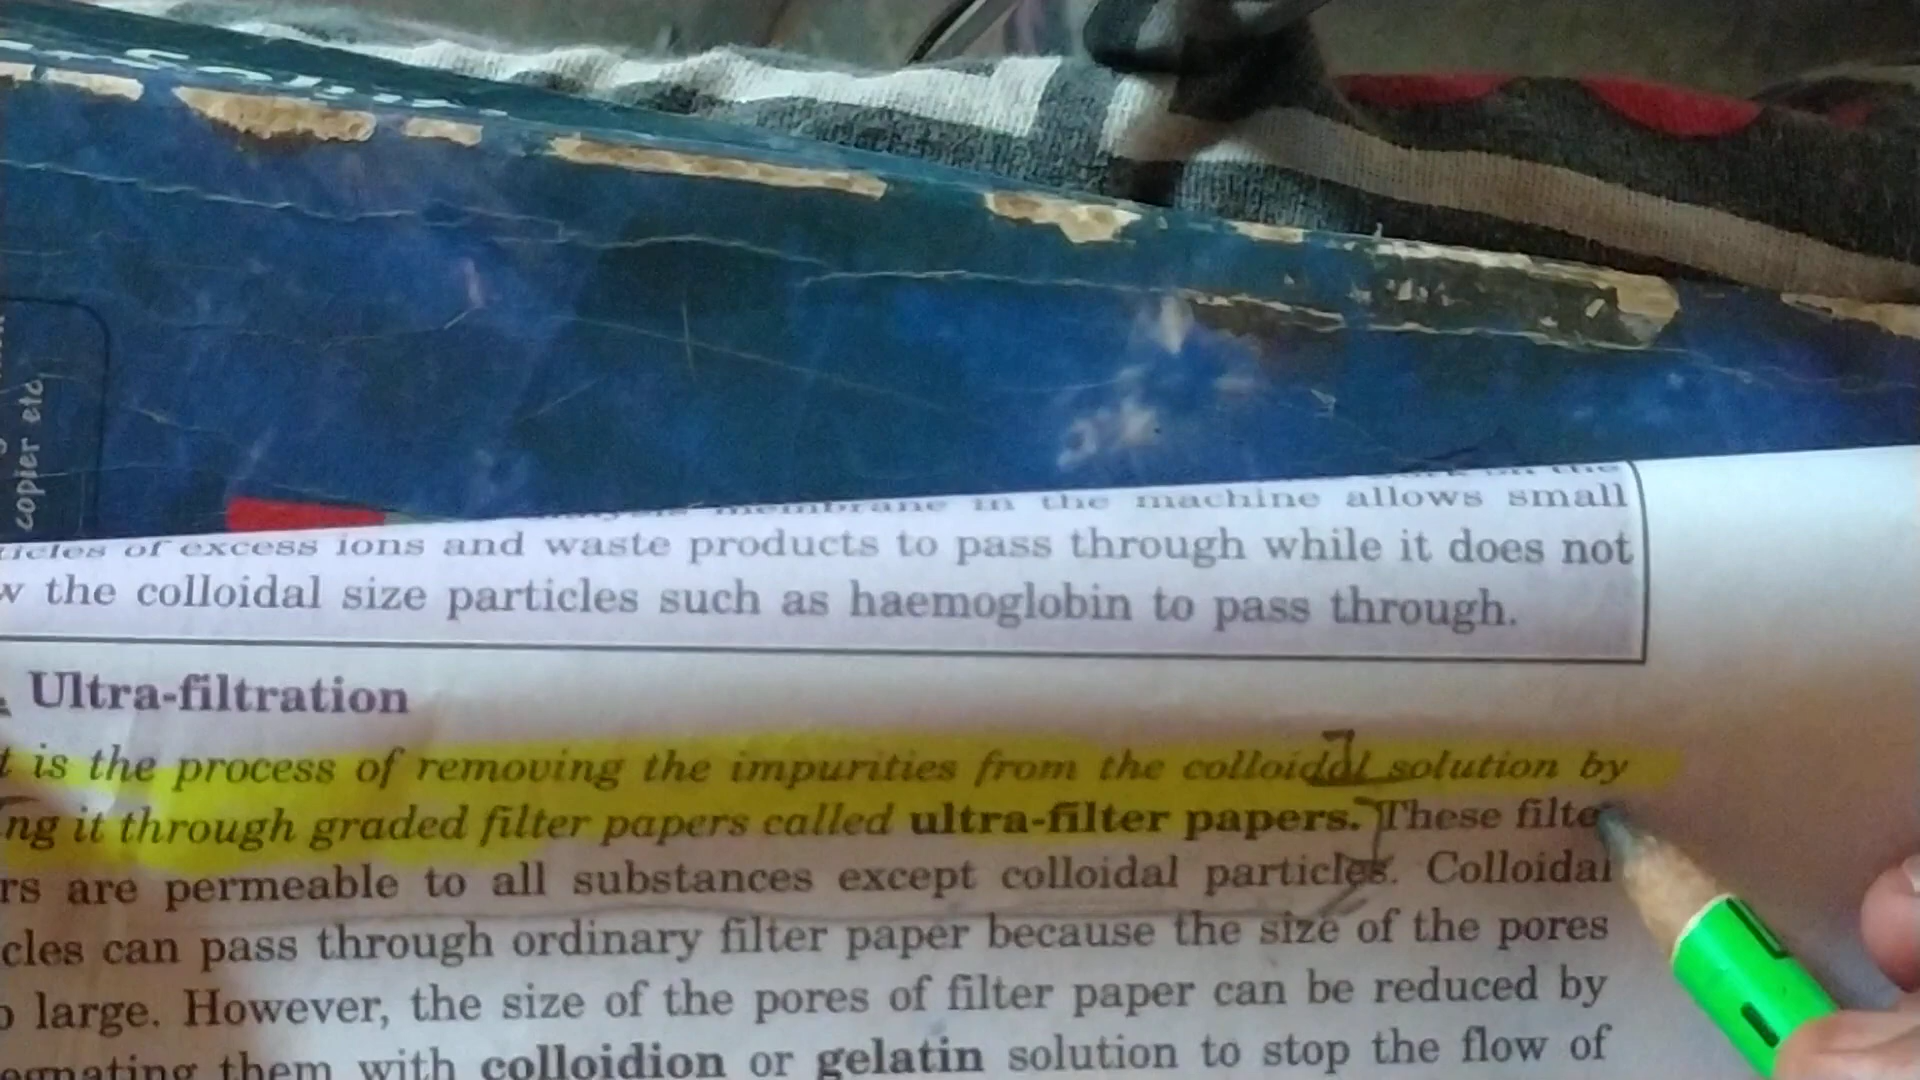 copier etc
membrane in the machine allows small
of excess ions and waste products to pass through while it does not
the colloidal size particles such as haemoglobin to pass through.
Ultra-filtration
is the process of removing the impurities from the colloidal solution by
ng it through graded filter papers called ultra-filter papers. These filte
rs are permeable to all substances except colloidal particles. Colloidal
cles can pass through ordinary filter paper because the size of the pores
large. However, the size of the pores of filter paper can be reduced by
them with colloidion or gelatin solution to stop the flow of